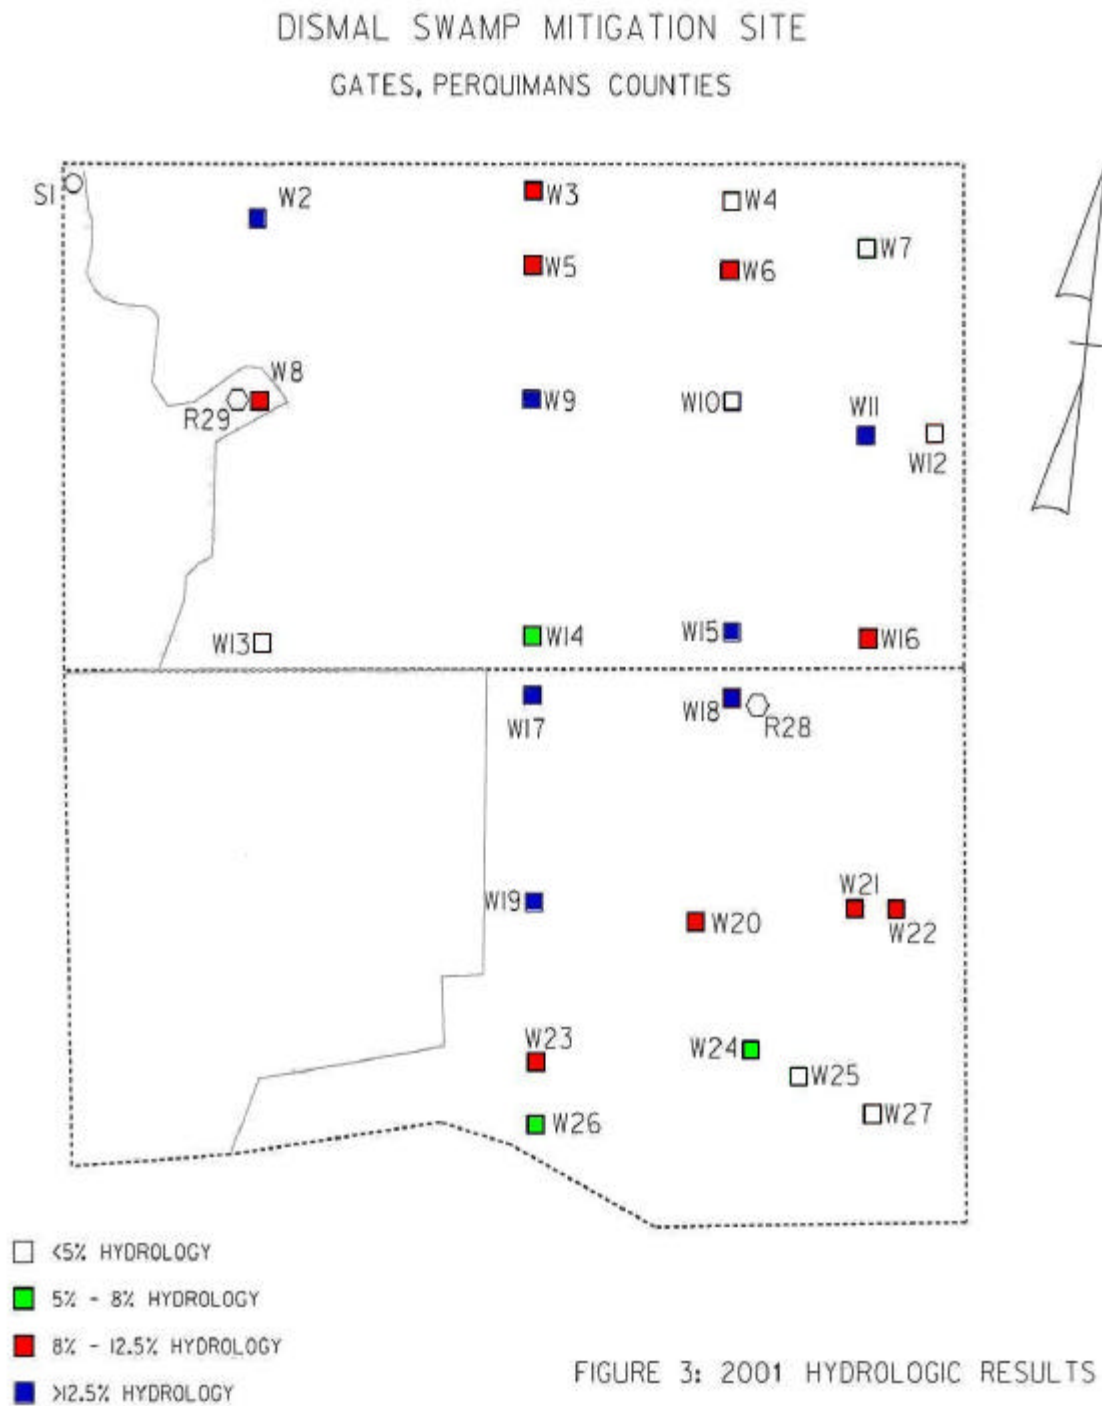 DISMAL SWAMP MITIGATION SITE
GATES, PERQUIMANS COUNTIES
S1
W2
W3
W4
W5
W6
W7
W8
R29
W9
W10
W11
W12
W13
W14
W15
W16
W17
W18
R28
W19
W20
W21
W22
W23
W24
W25
W26
W27
<5% HYDROLOGY
5% - 8% HYDROLOGY
8% - 12.5% HYDROLOGY
>12.5% HYDROLOGY
FIGURE 3: 2001 HYDROLOGIC RESULTS